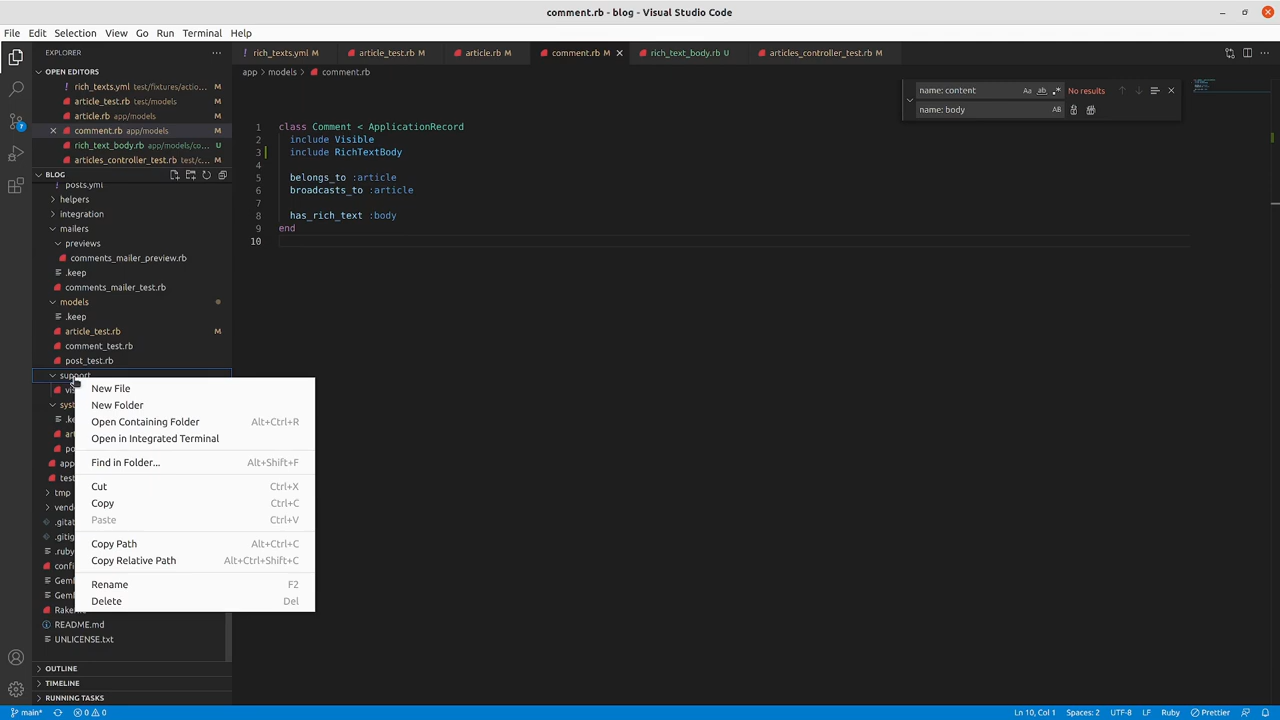 comment.rb - blog - Visual Studio Code
File Edit Selection View Go Run Terminal Help
EXPLORER
rich_texts.yml M
article_test.rb M
article.rb M
comment.rb M
rich_text_body.rb U
articles_controller_test.rb M
OPEN EDITORS
rich_texts.yml test/fixtures/actio... M
article_test.rb test/models M
article.rb app/models M
comment.rb app/models M
rich_text_body.rb app/models/co... U
articles_controller_test.rb test/c... M
BLOG
posts.yml
helpers
integration
mailers
previews
comments_mailer_preview.rb
.keep
comments_mailer_test.rb
models
.keep
article_test.rb M
comment_test.rb
post_test.rb
support
tmp
README.md
UNLICENSE.txt
OUTLINE
TIMELINE
RUNNING TASKS
New File
New Folder
Open Containing Folder Alt+Ctrl+R
Open in Integrated Terminal
Find in Folder... Alt+Shift+F
Cut Ctrl+X
Copy Ctrl+C
Paste Ctrl+V
Copy Path Alt+Ctrl+C
Copy Relative Path Alt+Ctrl+Shift+C
Rename F2
Delete Del
app > models > comment.rb
name: content Aa ab .* No results
name: body AB
1 class Comment < ApplicationRecord
2 include Visible
3 include RichTextBody
4
5 belongs_to :article
6 broadcasts_to :article
7
8 has_rich_text :body
9 end
10
main* 0 0 Ln 10, Col 1 Spaces: 2 UTF-8 LF Ruby Prettier